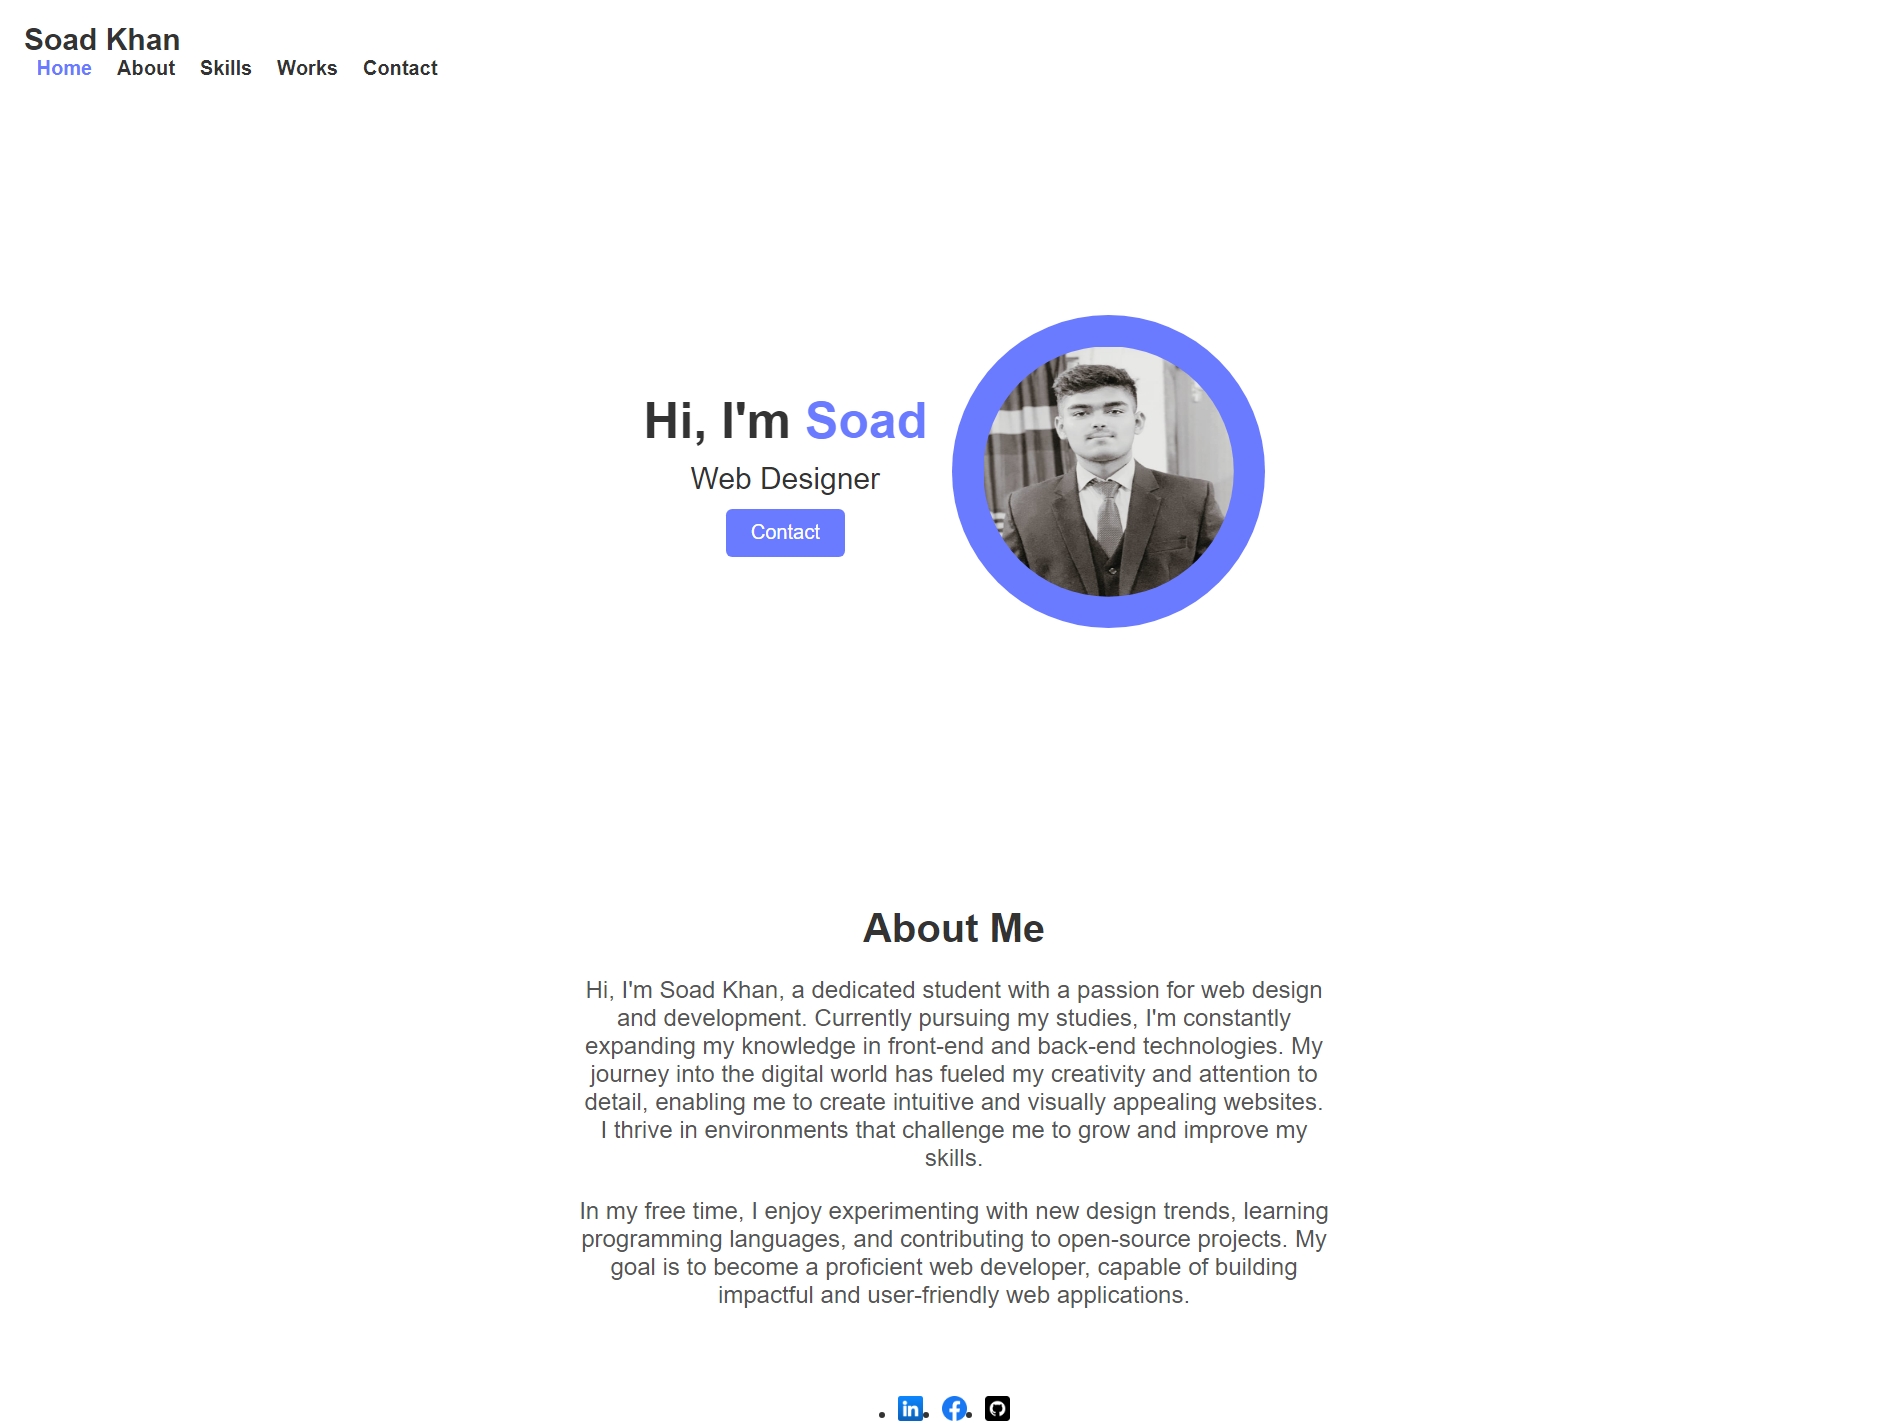 Soad Khan
Home About Skills Works Contact
Hi, I'm Soad
Web Designer
Contact
About Me
Hi, I'm Soad Khan, a dedicated student with a passion for web design
and development. Currently pursuing my studies, I'm constantly
expanding my knowledge in front-end and back-end technologies. My
journey into the digital world has fueled my creativity and attention to
detail, enabling me to create intuitive and visually appealing websites.
I thrive in environments that challenge me to grow and improve my
skills.
In my free time, I enjoy experimenting with new design trends, learning
programming languages, and contributing to open-source projects. My
goal is to become a proficient web developer, capable of building
impactful and user-friendly web applications.
in